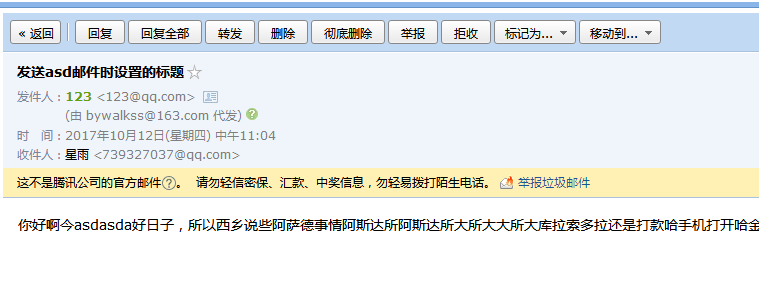 « 返回 回复 回复全部 转发 删除 彻底删除 举报 拒收 标记为... 移动到...
发送asd邮件时设置的标题
发件人：123 <123@qq.com>
(由 bywalkss@163.com 代发)
时 间：2017年10月12日(星期四) 中午11:04
收件人：星雨 <739327037@qq.com>
这不是腾讯公司的官方邮件?。 请勿轻信密保、汇款、中奖信息，勿轻易拨打陌生电话。 举报垃圾邮件
你好啊今asdasda好日子，所以西乡说些阿萨德事情阿斯达所阿斯达所大所大大所大库拉索多拉还是打款哈手机打开哈金